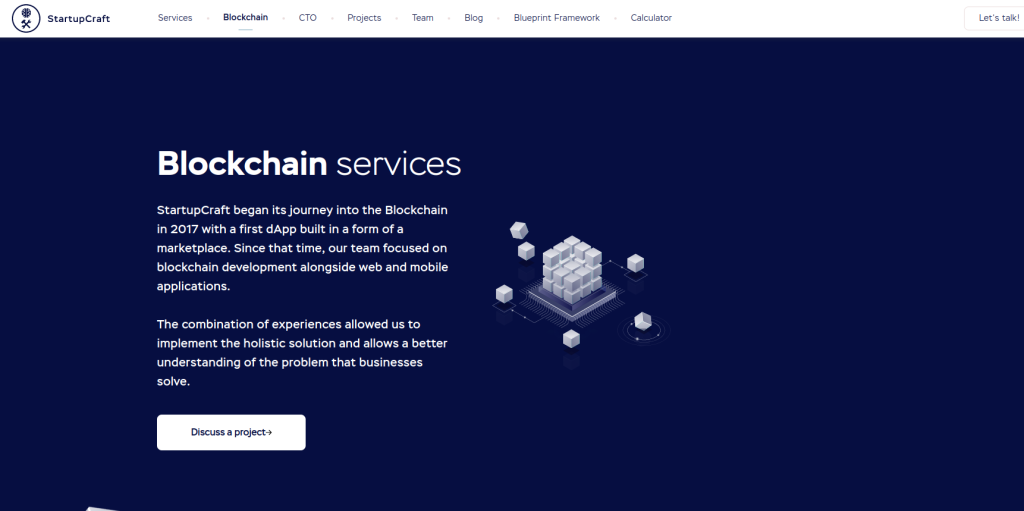 StartupCraft
Services
Blockchain
CTO
Projects
Team
Blog
Blueprint Framework
Calculator
Let's talk!
Blockchain services
StartupCraft began its journey into the Blockchain
in 2017 with a first dApp built in a form of a
marketplace. Since that time, our team focused on
blockchain development alongside web and mobile
applications.
The combination of experiences allowed us to
implement the holistic solution and allows a better
understanding of the problem that businesses
solve.
Discuss a project→